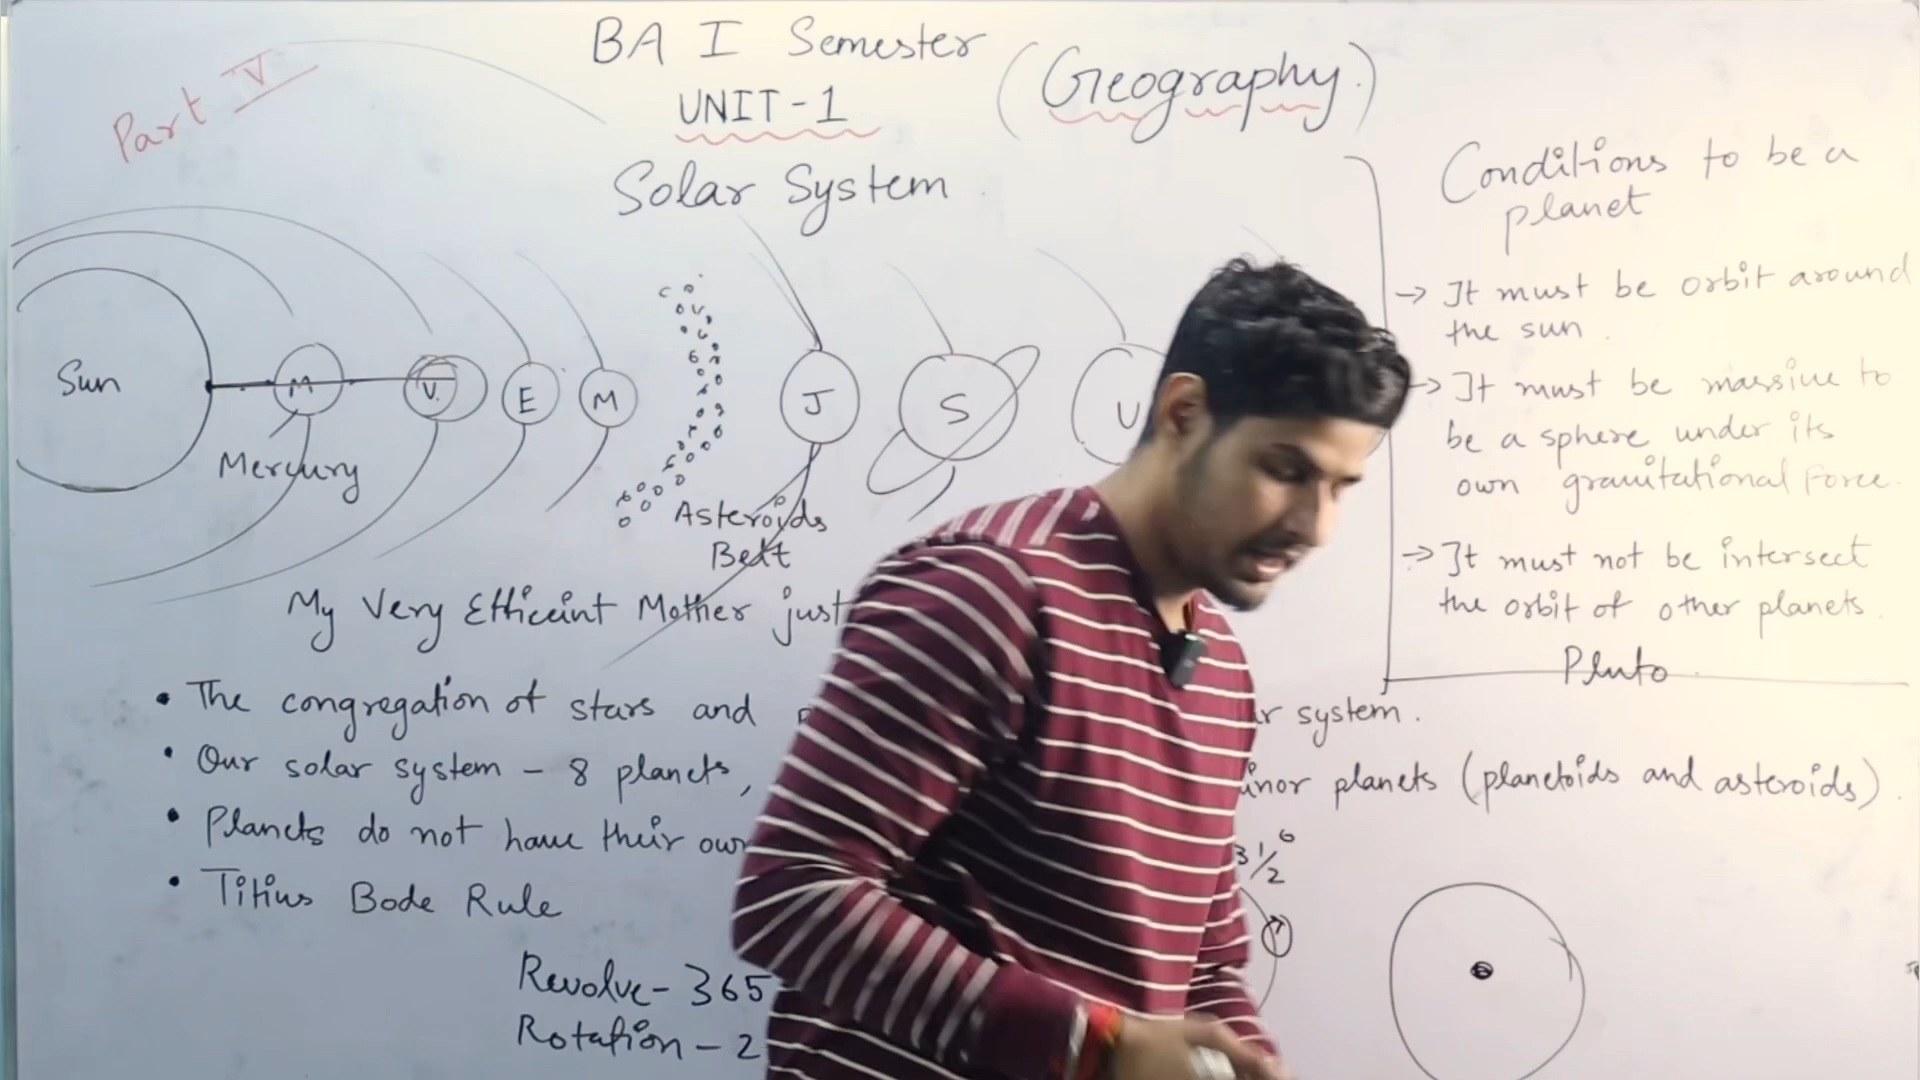 Part V
BA I Semester
UNIT-1
(Geography.)
Solar System
Sun
M
V.
E
M
J
S
U
Mercury
Asteroids
Belt
My Very Efficeint Mother just
• The congregation of stars and
system.
• Our solar system - 8 planets,
planets (planetoids and asteroids).
• Planets do not have their own
• Titius Bode Rule
3 1/2
Revolve - 365
Rotation - 2
Conditions to be a
planet
→ It must be orbit around
the sun.
→ It must be massive to
be a sphere under its
own gravitational Force.
→ It must not be intersect
the orbit of other planets.
Pluto